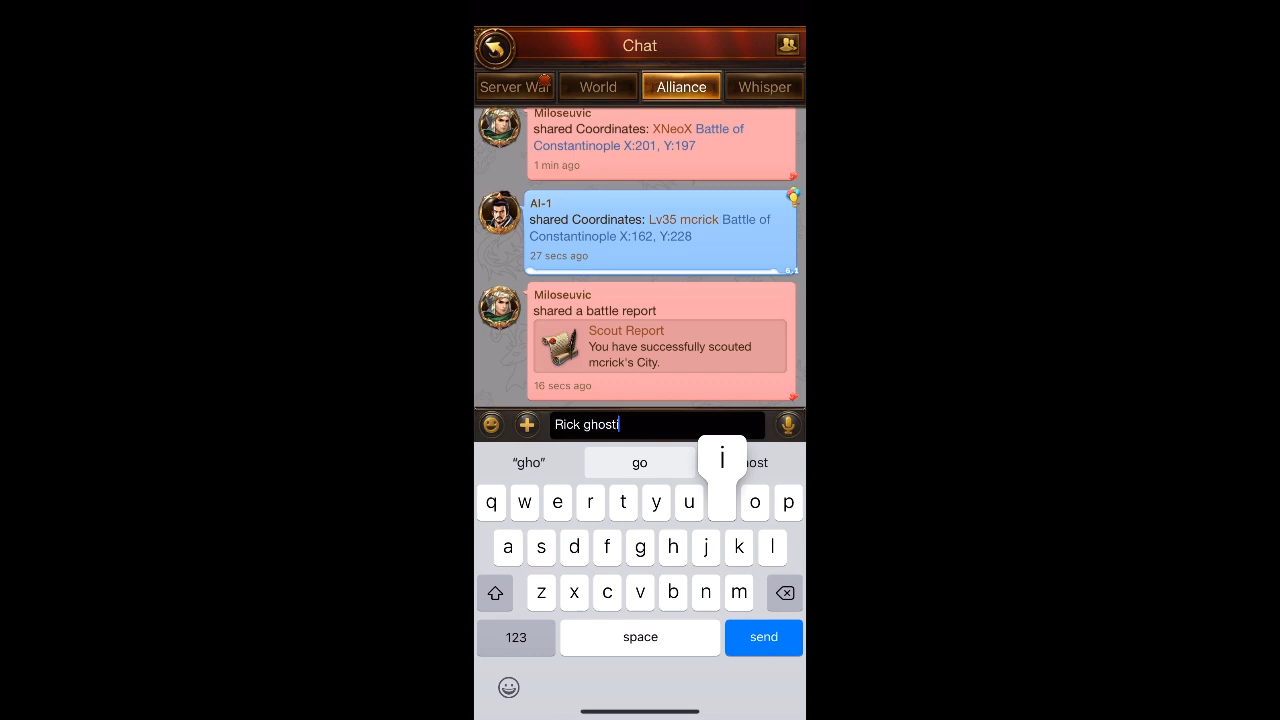 Chat
Server War
World
Alliance
Whisper
Miloseuvic
shared Coordinates: XNeoX Battle of
Constantinople X:201, Y:197
1 min ago
AI-1
shared Coordinates: Lv35 mcrick Battle of
Constantinople X:162, Y:228
27 secs ago
6.1
Miloseuvic
shared a battle report
Scout Report
You have successfully scouted
mcrick's City.
16 secs ago
Rick ghosti
“gho”
go
i
q w e r t y u o p
a s d f g h j k l
z x c v b n m
123
space
send